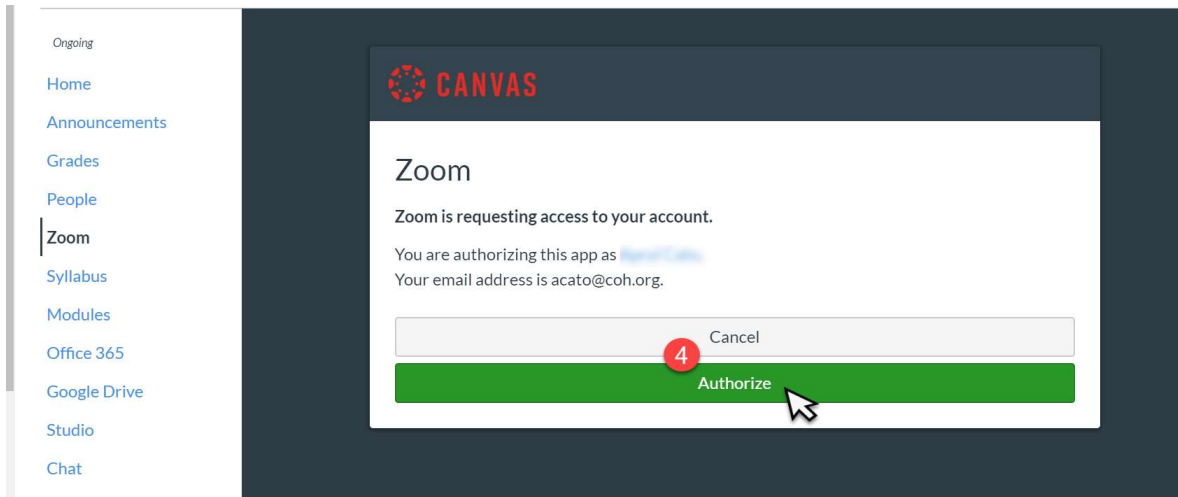 Ongoing
Home
Announcements
Grades
People
Zoom
Syllabus
Modules
Office 365
Google Drive
Studio
Chat
CANVAS
Zoom
Zoom is requesting access to your account.
You are authorizing this app as
Your email address is acato@coh.org.
Cancel
4
Authorize